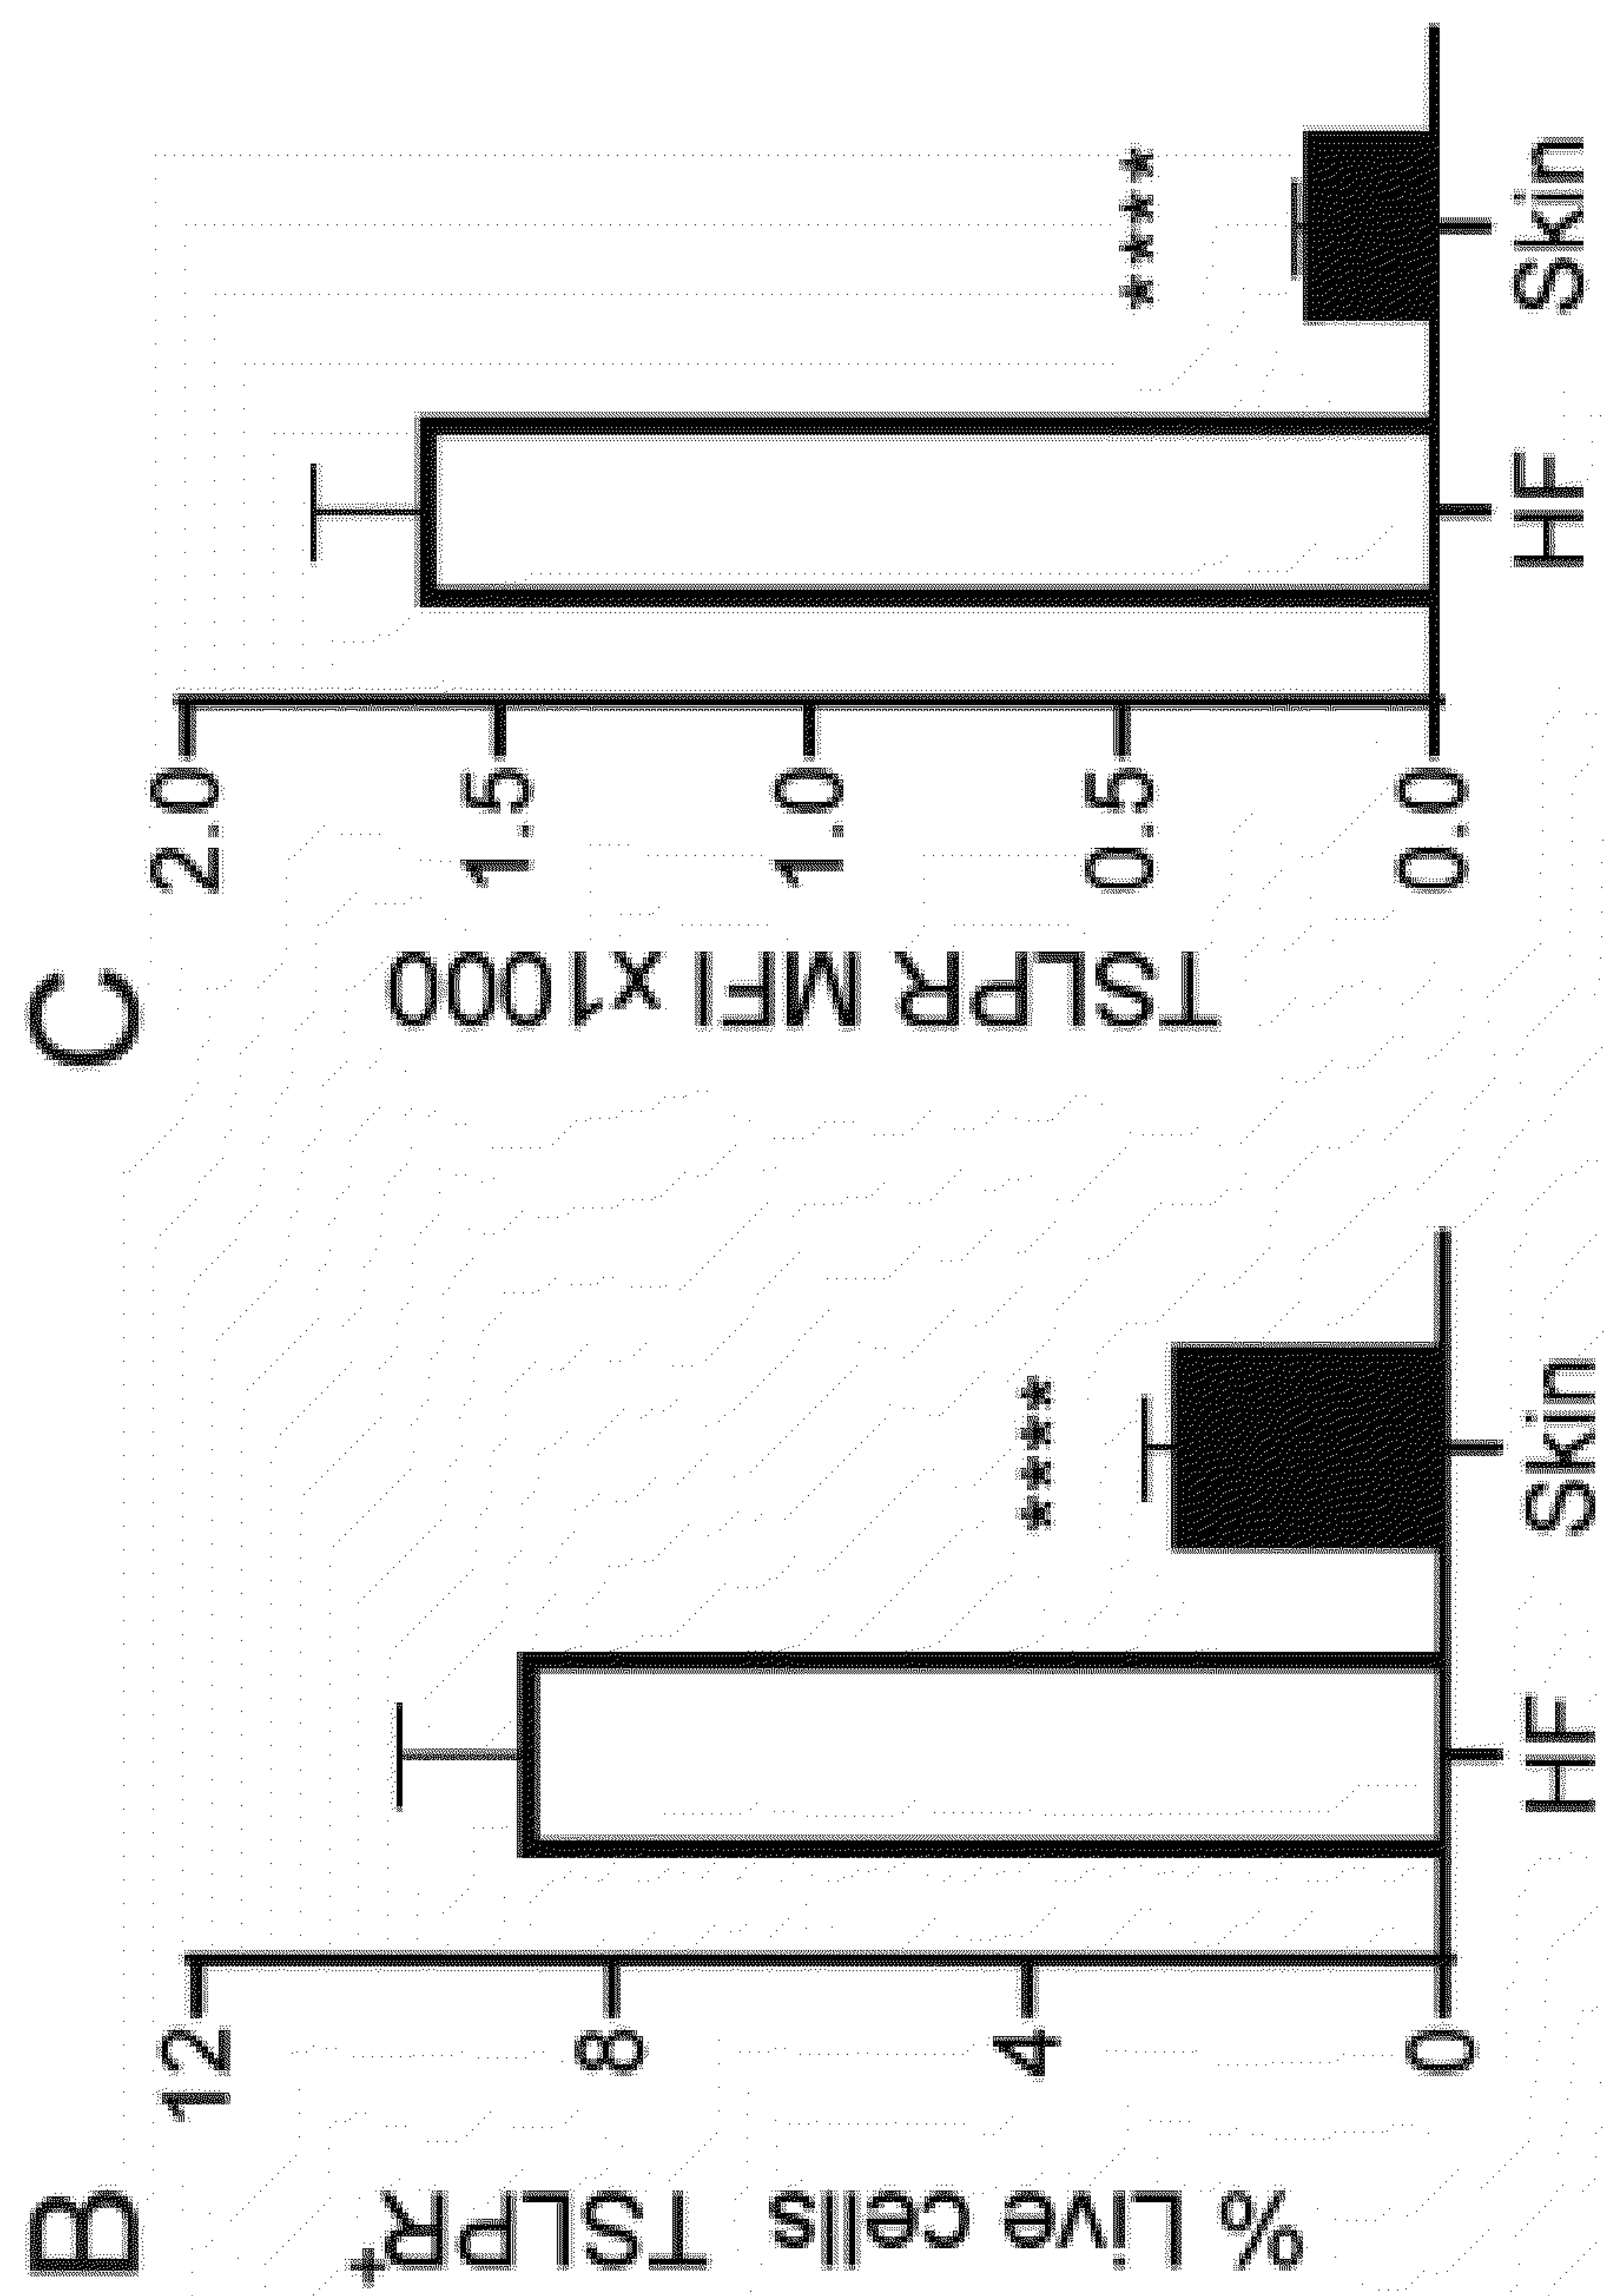 B
% Live cells TSLPR+
12
8
4
0
****
HF
Skin
C
TSLPR MFI x1000
2.0
1.5
1.0
0.5
0.0
****
HF
Skin